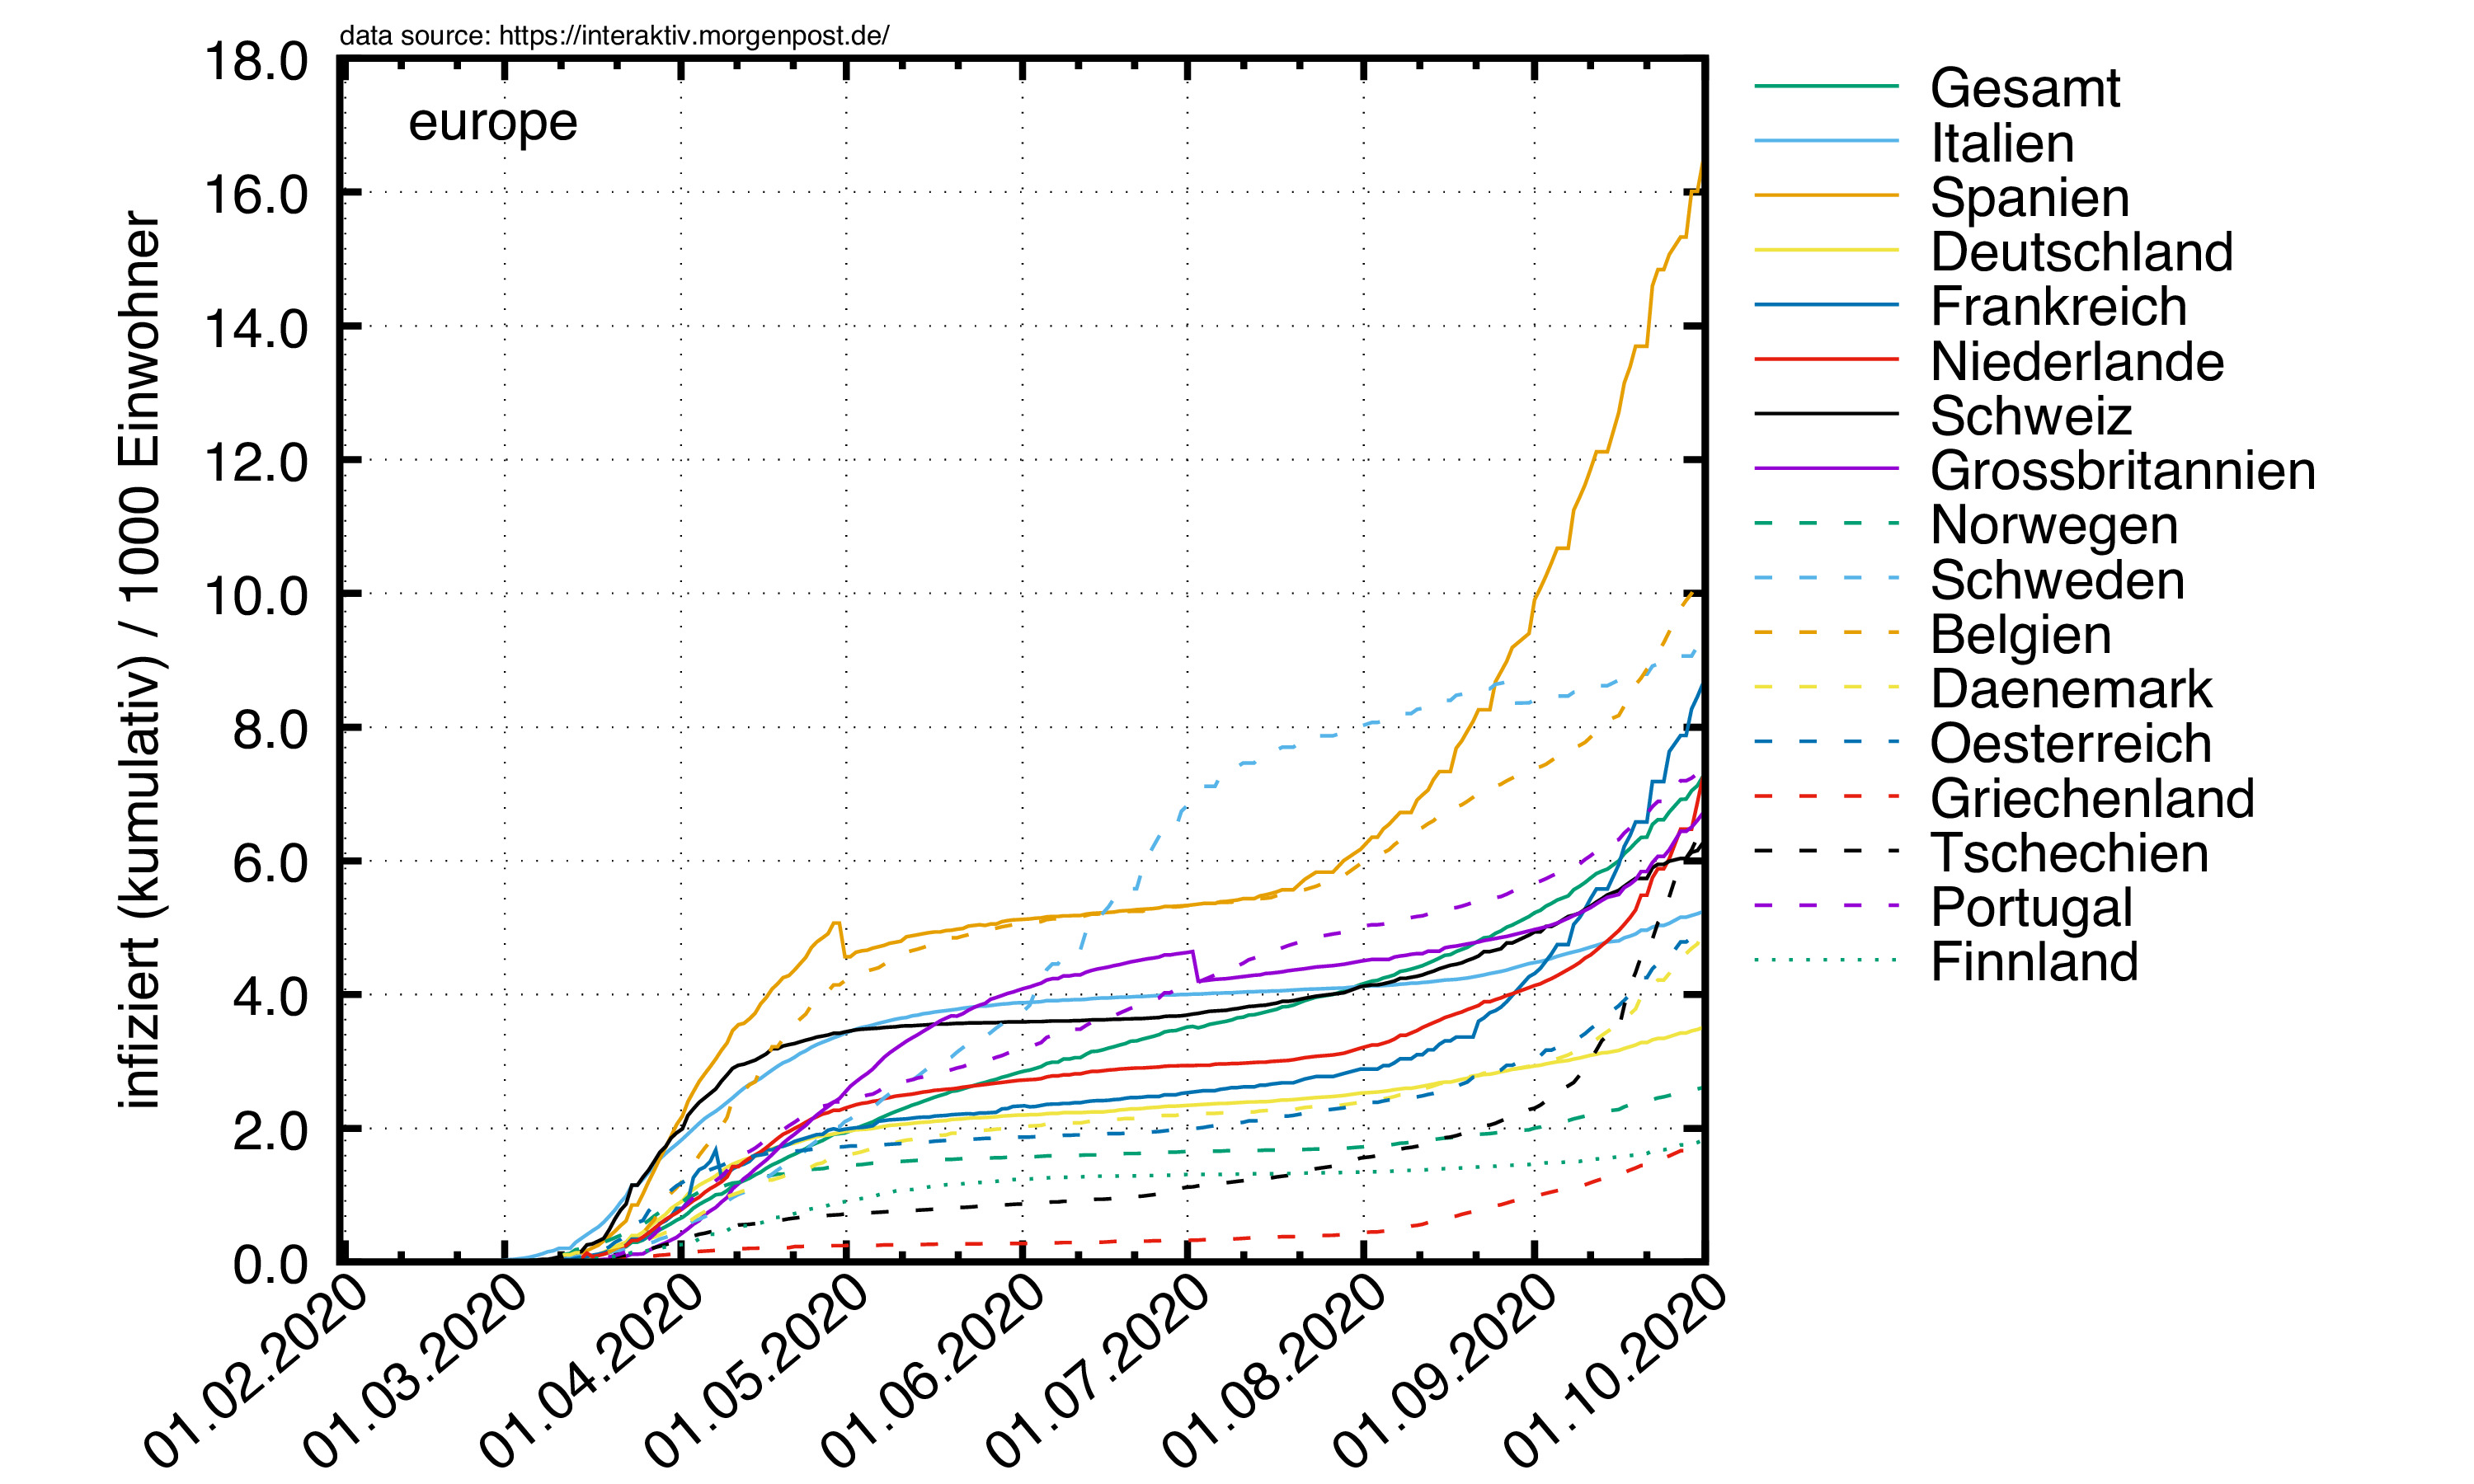 data source: https://interaktiv.morgenpost.de/
europe
infiziert (kumulativ) / 1000 Einwohner
18.0
16.0
14.0
12.0
10.0
8.0
6.0
4.0
2.0
0.0
01.02.2020
01.03.2020
01.04.2020
01.05.2020
01.06.2020
01.07.2020
01.08.2020
01.09.2020
01.10.2020
Gesamt
Italien
Spanien
Deutschland
Frankreich
Niederlande
Schweiz
Grossbritannien
Norwegen
Schweden
Belgien
Daenemark
Oesterreich
Griechenland
Tschechien
Portugal
Finnland